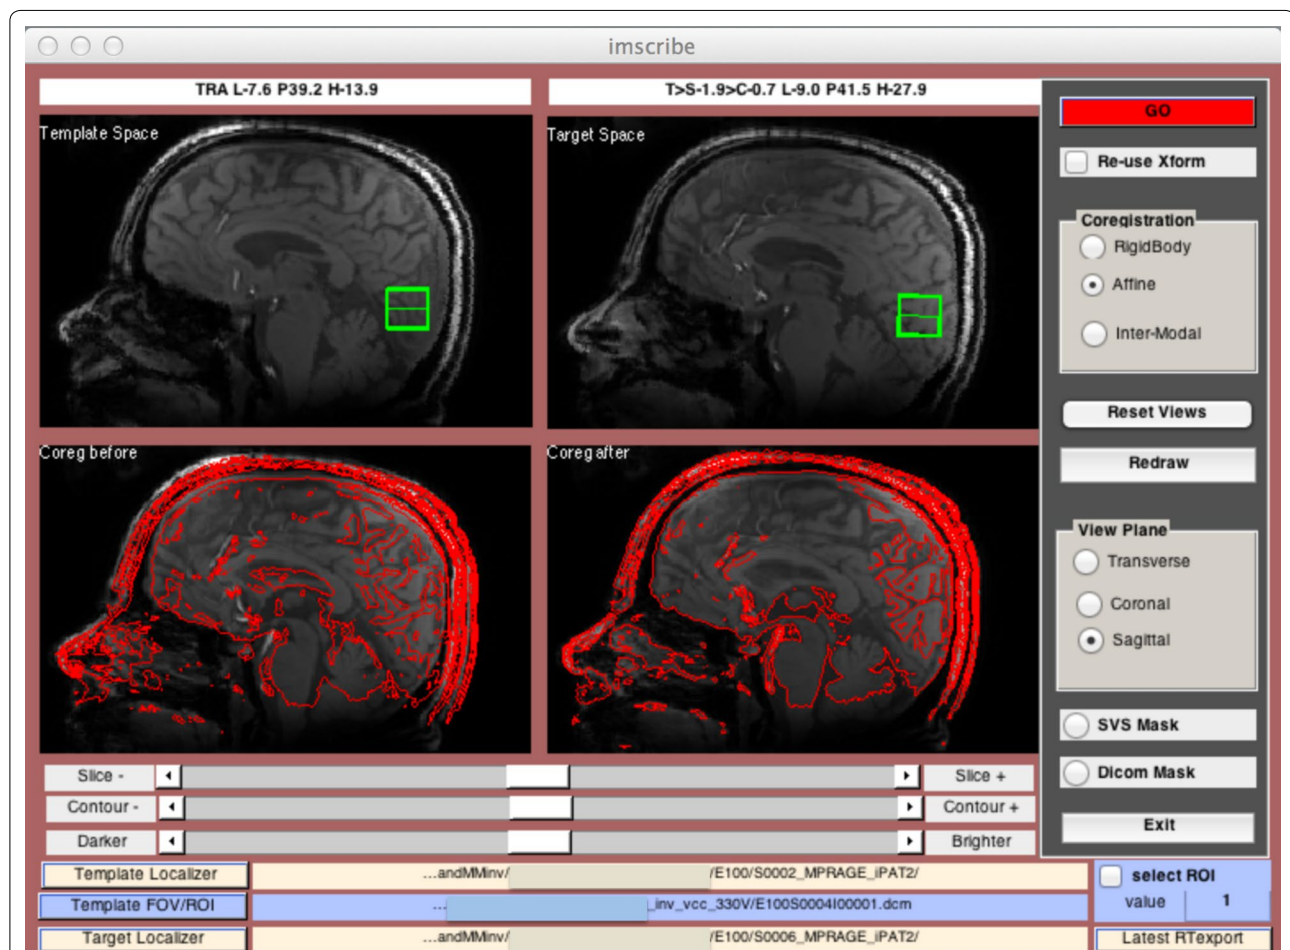 imscribe
TRA L-7.6 P39.2 H-13.9
T>S-1.9>C-0.7 L-9.0 P41.5 H-27.9
Template Space
Target Space
GO
Re-use Xform
Coregistration
RigidBody
Affine
Inter-Modal
Reset Views
Redraw
Coreg before
Coreg after
View Plane
Transverse
Coronal
Sagittal
SVS Mask
Dicom Mask
Exit
Slice - Slice +
Contour - Contour +
Darker Brighter
Template Localizer ...andMMinv/ /E100/S0002_MPRAGE_iPAT2/ select ROI
Template FOV/ROI ... _inv_vcc_330V/E100S0004I00001.dcm value 1
Target Localizer ...andMMinv/ /E100/S0006_MPRAGE_iPAT2/ Latest RTexport